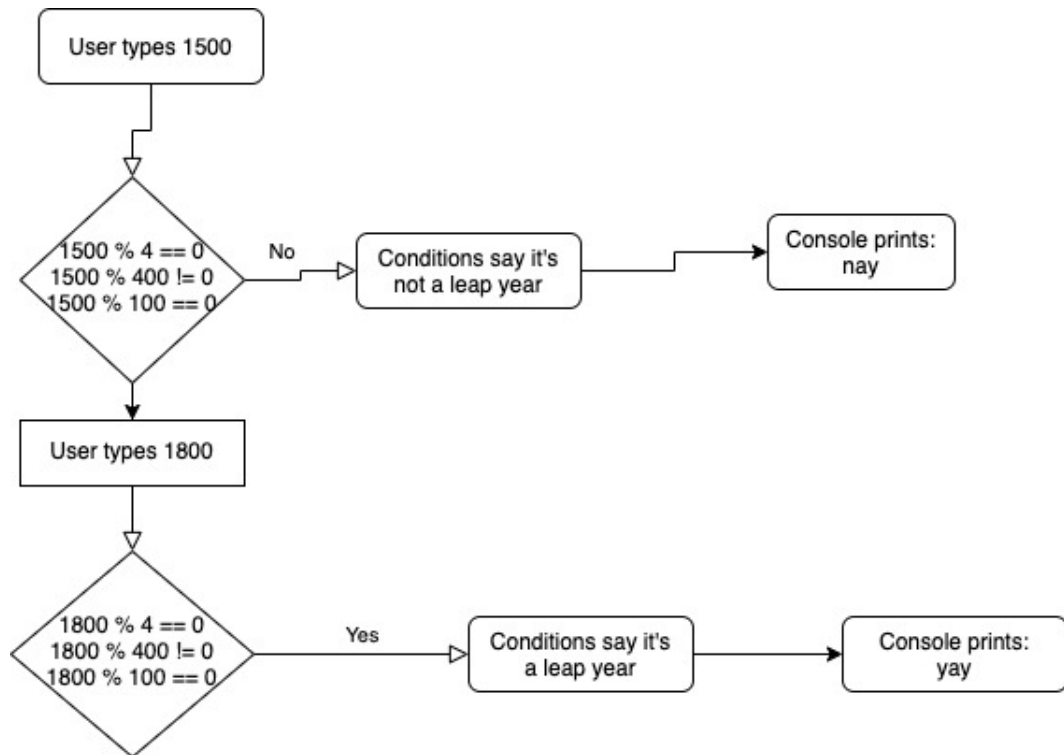 User types 1500
1500 % 4 == 0
1500 % 400 != 0
1500 % 100 == 0
No
Conditions say it's
not a leap year
Console prints:
nay
User types 1800
1800 % 4 == 0
1800 % 400 != 0
1800 % 100 == 0
Yes
Conditions say it's
a leap year
Console prints:
yay